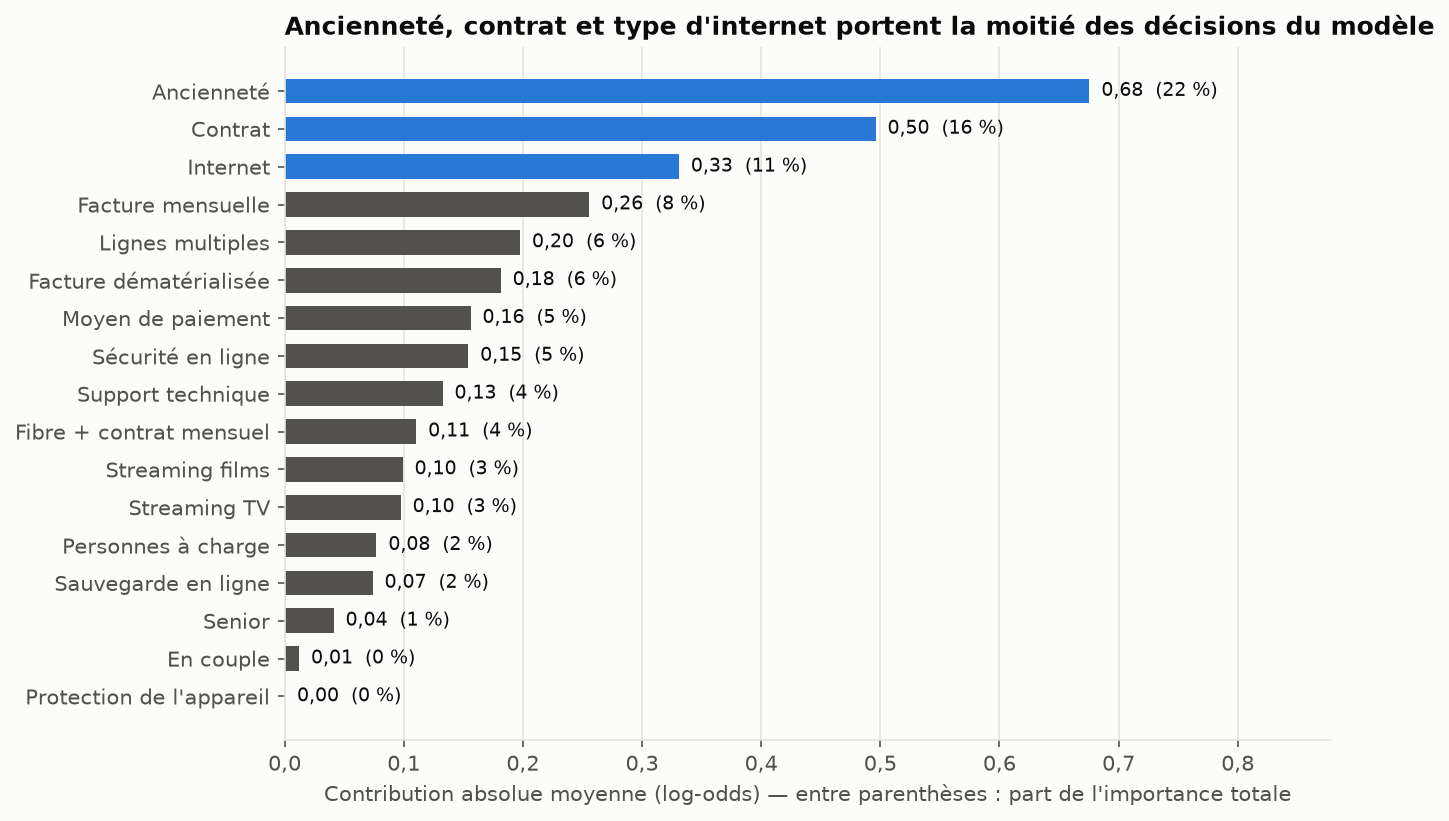 Ancienneté, contrat et type d'internet portent la moitié des décisions du modèle
Ancienneté 0,68 (22 %)
Contrat 0,50 (16 %)
Internet 0,33 (11 %)
Facture mensuelle 0,26 (8 %)
Lignes multiples 0,20 (6 %)
Facture dématérialisée 0,18 (6 %)
Moyen de paiement 0,16 (5 %)
Sécurité en ligne 0,15 (5 %)
Support technique 0,13 (4 %)
Fibre + contrat mensuel 0,11 (4 %)
Streaming films 0,10 (3 %)
Streaming TV 0,10 (3 %)
Personnes à charge 0,08 (2 %)
Sauvegarde en ligne 0,07 (2 %)
Senior 0,04 (1 %)
En couple 0,01 (0 %)
Protection de l'appareil 0,00 (0 %)
0,0 0,1 0,2 0,3 0,4 0,5 0,6 0,7 0,8
Contribution absolue moyenne (log-odds) — entre parenthèses : part de l'importance totale